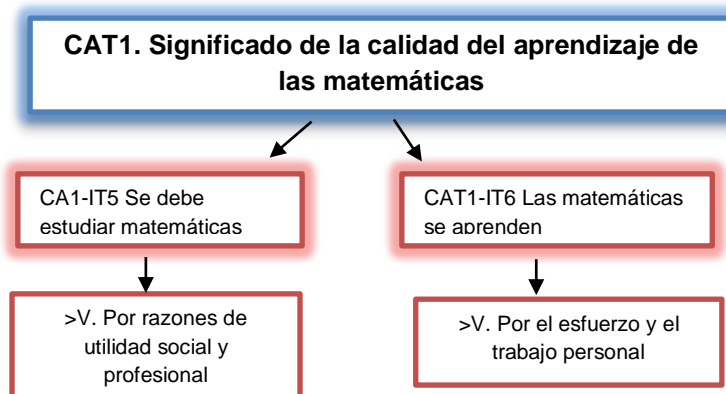 CAT1. Significado de la calidad del aprendizaje de
las matemáticas
CA1-IT5 Se debe
estudiar matemáticas
CAT1-IT6 Las matemáticas
se aprenden
>V. Por razones de
utilidad social y
profesional
>V. Por el esfuerzo y el
trabajo personal